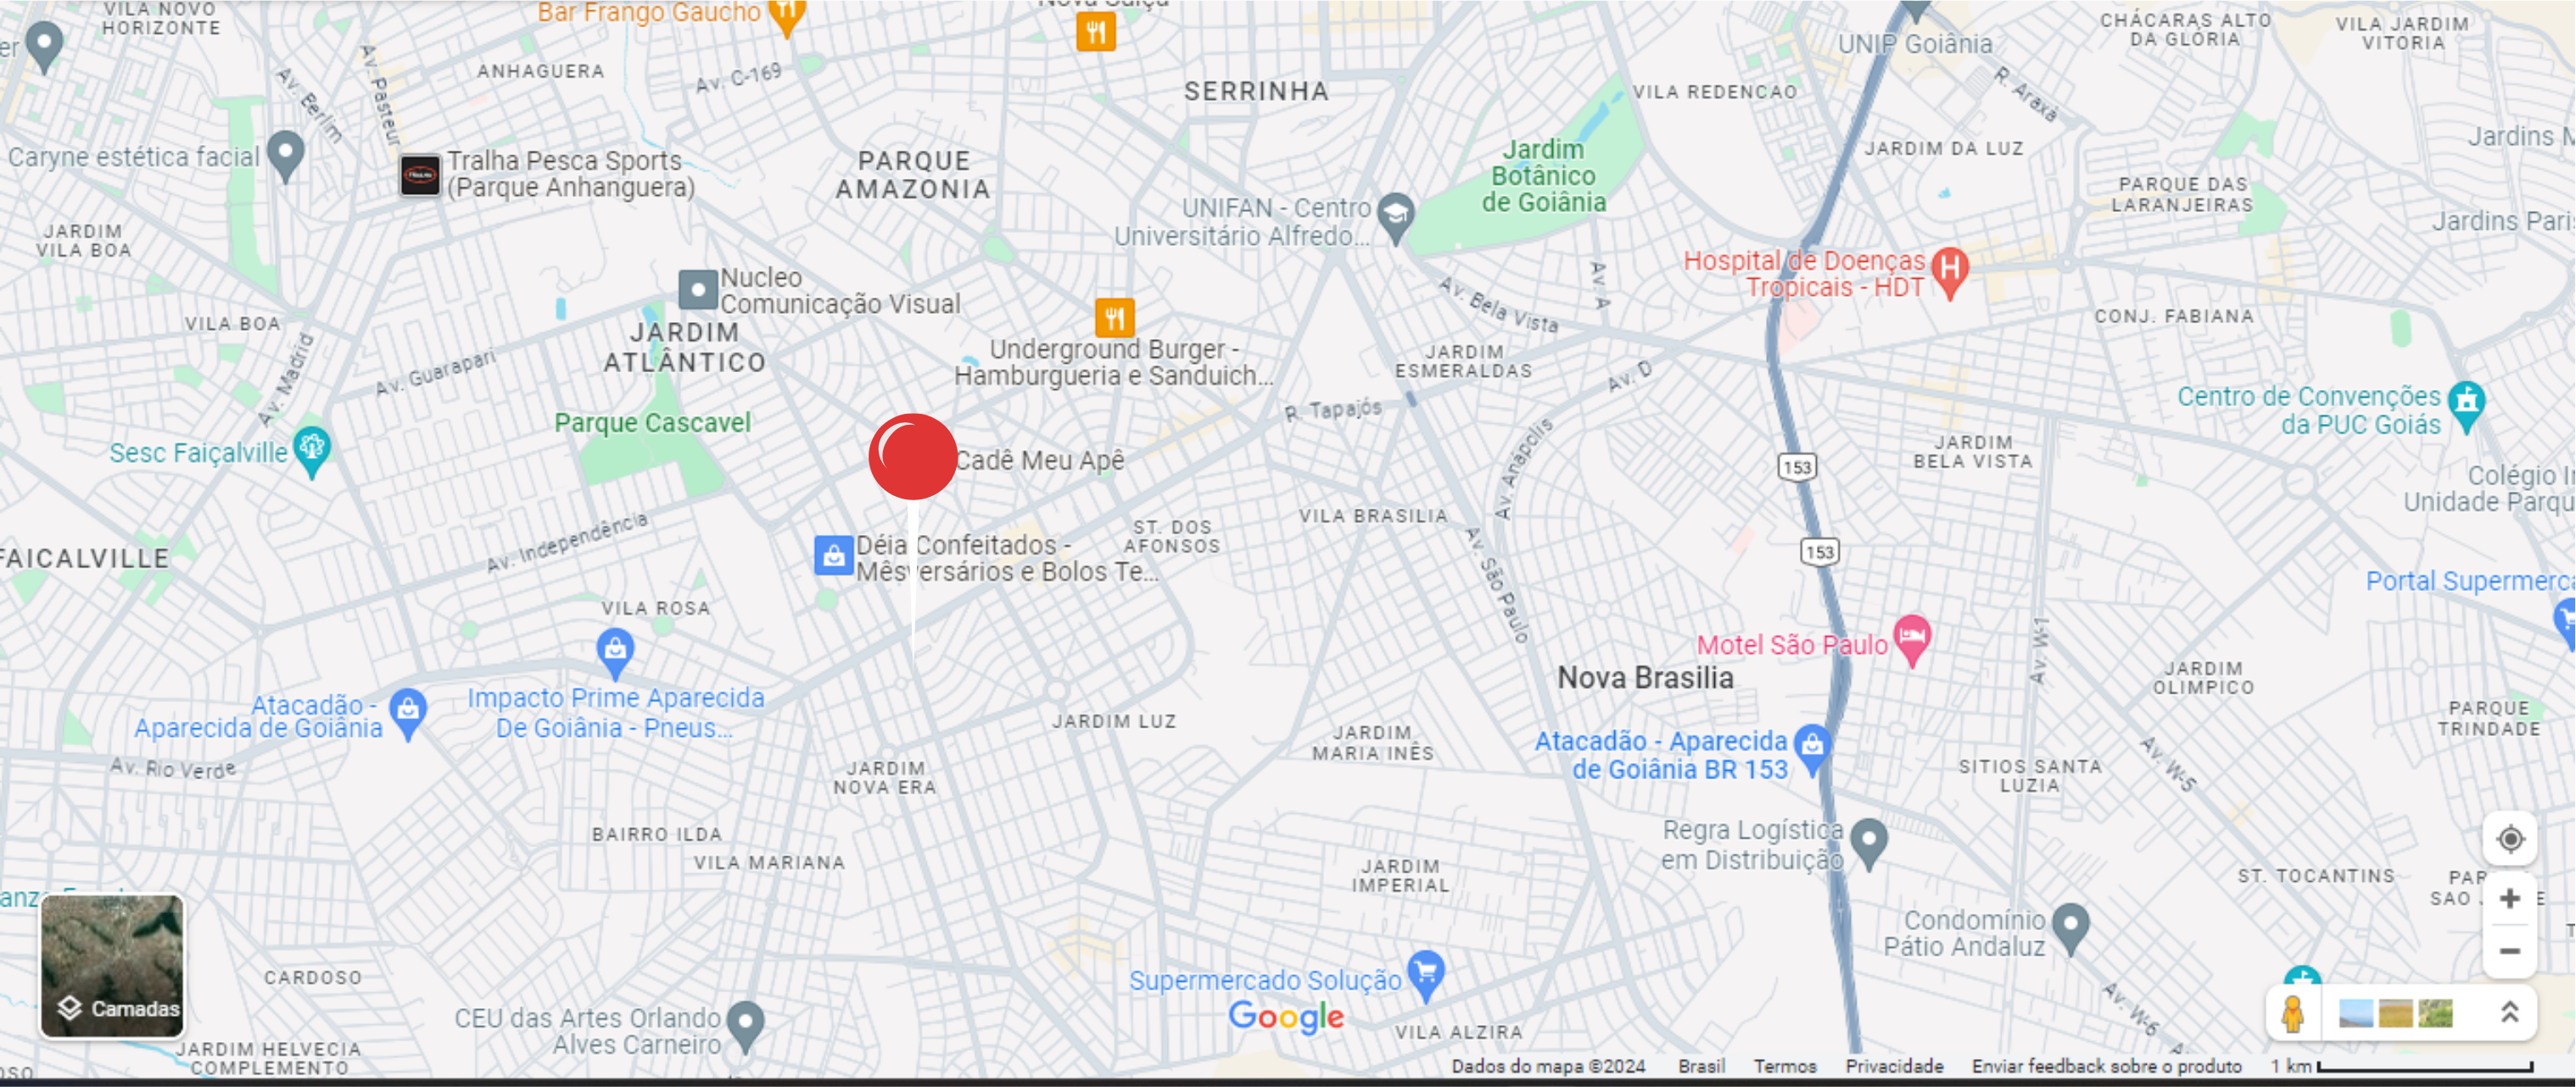 VILA NOVO
HORIZONTE
Bar Frango Gaucho
UNIP Goiânia
CHÁCARAS ALTO
DA GLÓRIA
VILA JARDIM
VITORIA
er
Av. Pasteur
Av. Berlim
ANHAGUERA
Av. C-169
SERRINHA
VILA REDENCAO
R. Araxá
Caryne estética facial
Tralha Pesca Sports
(Parque Anhanguera)
PARQUE
AMAZONIA
Jardim
Botânico
de Goiânia
JARDIM DA LUZ
Jardins M
PARQUE DAS
LARANJEIRAS
JARDIM
VILA BOA
UNIFAN - Centro
Universitário Alfredo...
Jardins Paris
Nucleo
Comunicação Visual
Hospital de Doenças
Tropicais - HDT
Av. A
Av. Bela Vista
VILA BOA
JARDIM
ATLÂNTICO
CONJ. FABIANA
Av. Madrid
Av. Guarapari
Underground Burger -
Hamburgueria e Sanduich...
JARDIM
ESMERALDAS
Av. D
R. Tapajós
Centro de Convenções
da PUC Goiás
Parque Cascavel
Sesc Faiçalville
Cadê Meu Apê
Av. Anápolis
153
JARDIM
BELA VISTA
Colégio In
Unidade Parqu
Av. Independência
ST. DOS
AFONSOS
VILA BRASILIA
Av. São Paulo
153
FAICALVILLE
Déia Confeitados -
Mêsversários e Bolos Te...
Portal Supermerca
VILA ROSA
Motel São Paulo
Av. W-1
Nova Brasilia
JARDIM
OLIMPICO
Atacadão -
Aparecida de Goiânia
Impacto Prime Aparecida
De Goiânia - Pneus...
JARDIM LUZ
JARDIM
MARIA INÊS
PARQUE
TRINDADE
Av. Rio Verde
JARDIM
NOVA ERA
Atacadão - Aparecida
de Goiânia BR 153
SITIOS SANTA
LUZIA
Av. W-5
BAIRRO ILDA
VILA MARIANA
Regra Logística
em Distribuição
JARDIM
IMPERIAL
ST. TOCANTINS
PAR
SAO
Condomínio
Pátio Andaluz
CARDOSO
Camadas
Supermercado Solução
Google
CEU das Artes Orlando
Alves Carneiro
VILA ALZIRA
Av. W-6
JARDIM HELVECIA
COMPLEMENTO
Dados do mapa ©2024 Brasil Termos Privacidade Enviar feedback sobre o produto 1 km